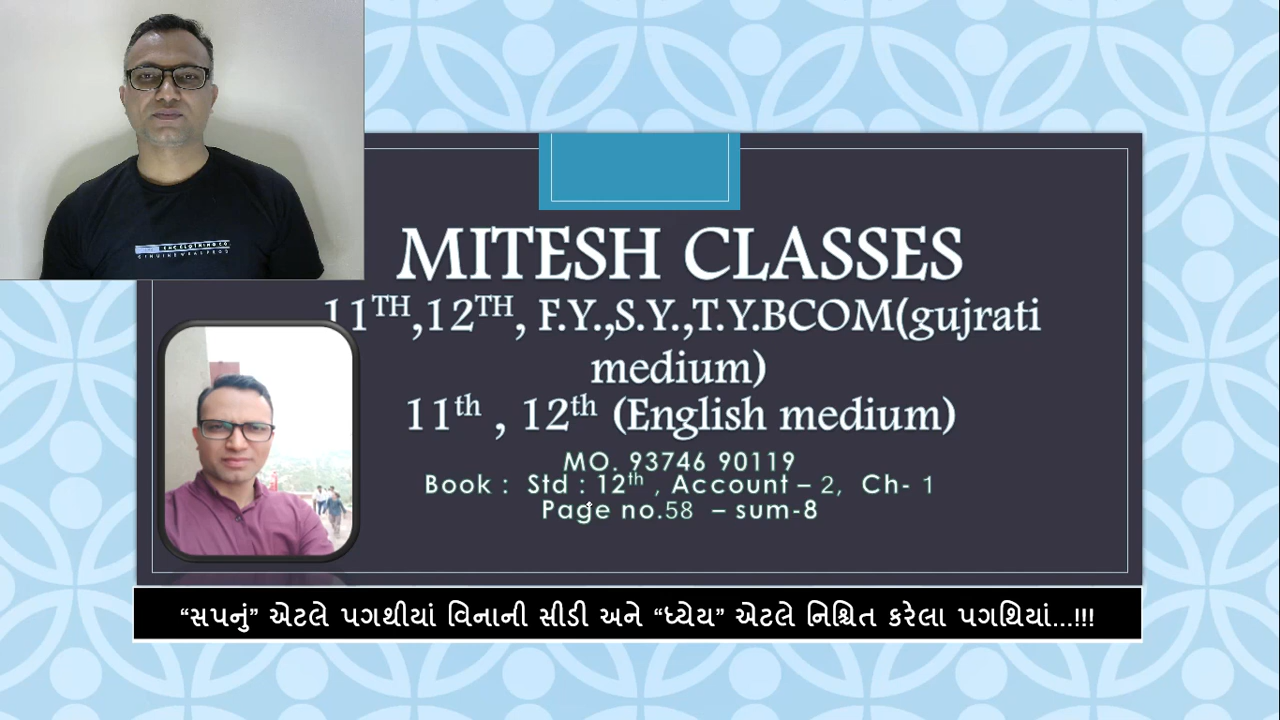 MITESH CLASSES
11TH,12TH, F.Y.,S.Y.,T.Y.BCOM(gujrati
medium)
11th , 12th (English medium)
MO. 93746 90119
Book : Std : 12th , Account – 2, Ch- 1
Page no.58 – sum-8
“સપનું” એટલે પગથીયાં વિનાની સીડી અને “ધ્યેય” એટલે નિશ્ચિત કરેલા પગથિયાં...!!!